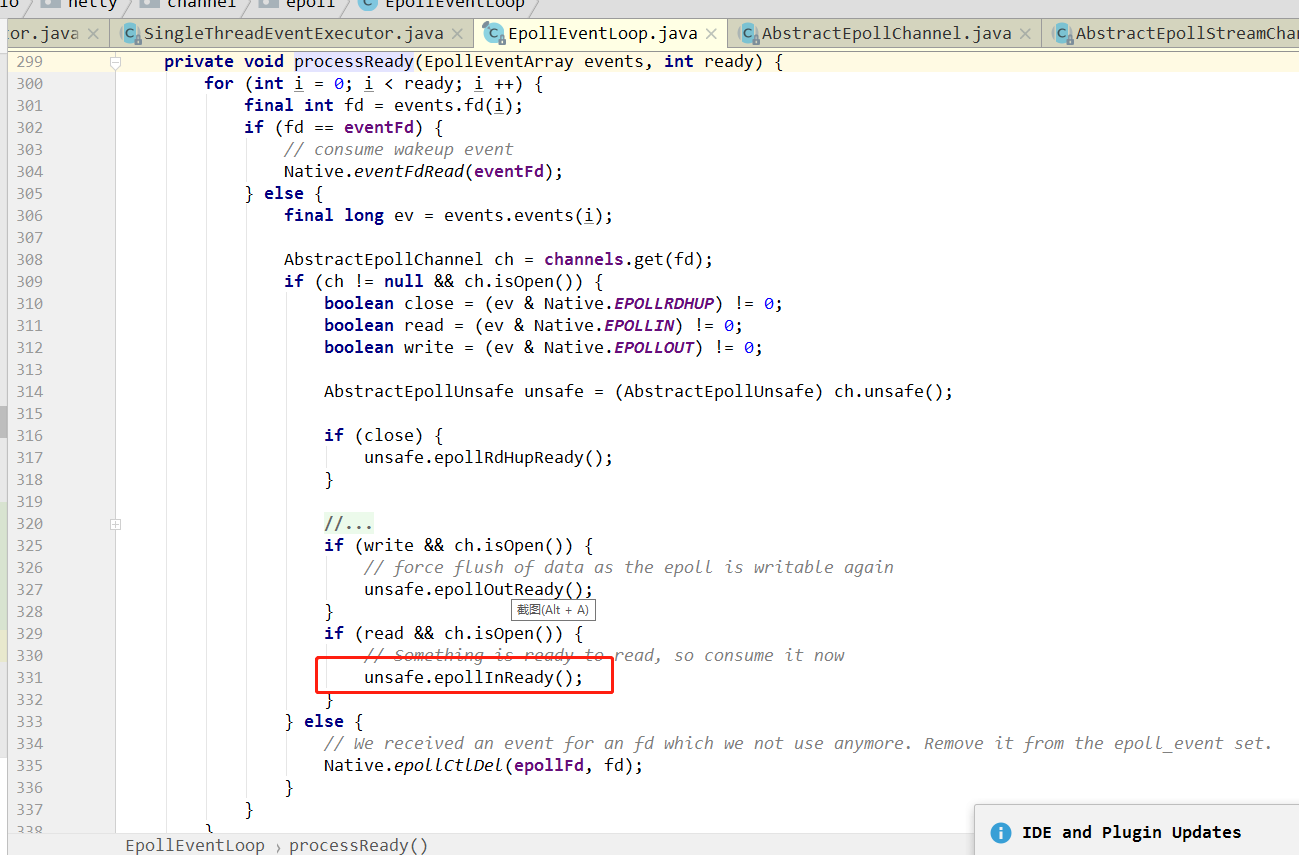 netty channel epoll EpollEventLoop
or.java SingleThreadEventExecutor.java EpollEventLoop.java AbstractEpollChannel.java AbstractEpollStreamChan
299 private void processReady(EpollEventArray events, int ready) {
300 for (int i = 0; i < ready; i ++) {
301 final int fd = events.fd(i);
302 if (fd == eventFd) {
303 // consume wakeup event
304 Native.eventFdRead(eventFd);
305 } else {
306 final long ev = events.events(i);
307
308 AbstractEpollChannel ch = channels.get(fd);
309 if (ch != null && ch.isOpen()) {
310 boolean close = (ev & Native.EPOLLRDHUP) != 0;
311 boolean read = (ev & Native.EPOLLIN) != 0;
312 boolean write = (ev & Native.EPOLLOUT) != 0;
313
314 AbstractEpollUnsafe unsafe = (AbstractEpollUnsafe) ch.unsafe();
315
316 if (close) {
317 unsafe.epollRdHupReady();
318 }
319
320 //...
325 if (write && ch.isOpen()) {
326 // force flush of data as the epoll is writable again
327 unsafe.epollOutReady();
328 }
截图(Alt + A)
329 if (read && ch.isOpen()) {
330 // Something is ready to read, so consume it now
331 unsafe.epollInReady();
332 }
333 } else {
334 // We received an event for an fd which we not use anymore. Remove it from the epoll_event set.
335 Native.epollCtlDel(epollFd, fd);
336 }
337 }
338 }
IDE and Plugin Updates
EpollEventLoop › processReady()